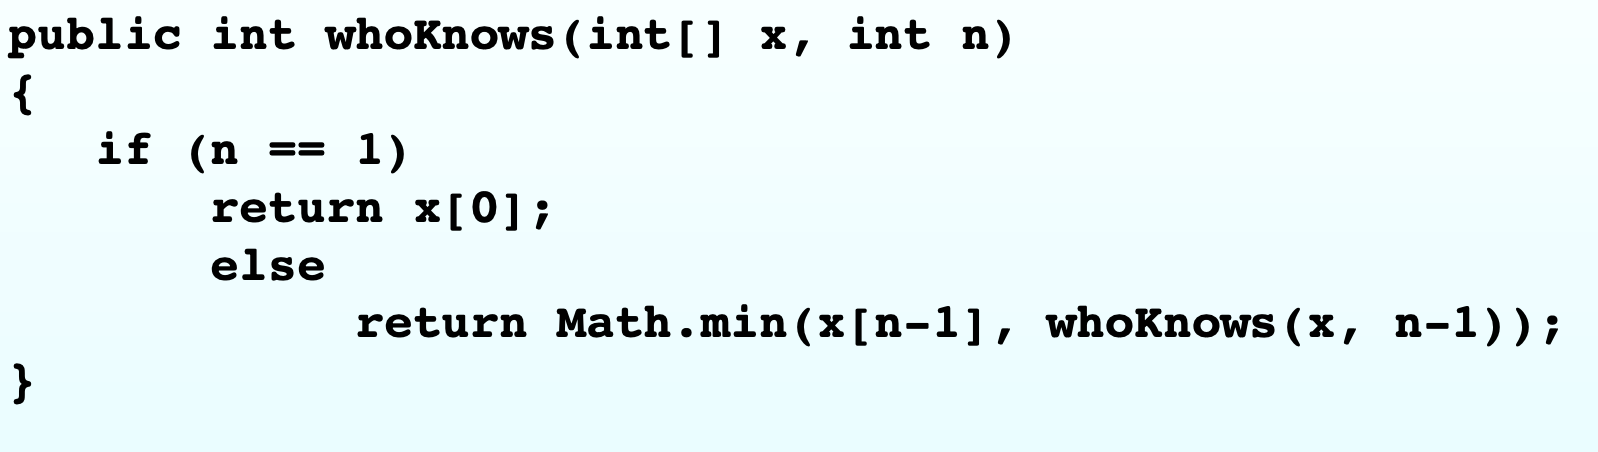 public int whoKnows(int[] x, int n)
{
if (n == 1)
return x[0];
else
return Math.min(x[n-1], whoKnows(x, n-1));
}